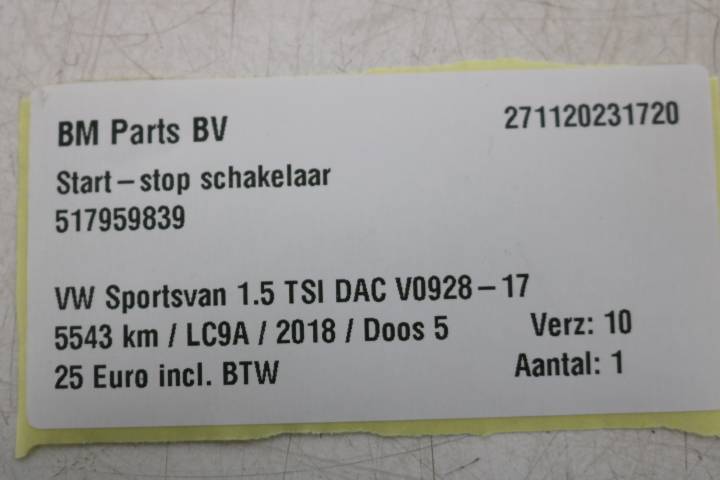 BM Parts BV 271120231720
Start-stop schakelaar
517959839
VW Sportsvan 1.5 TSI DAC V0928-17
5543 km / LC9A / 2018 / Doos 5 Verz: 10
25 Euro incl. BTW Aantal: 1